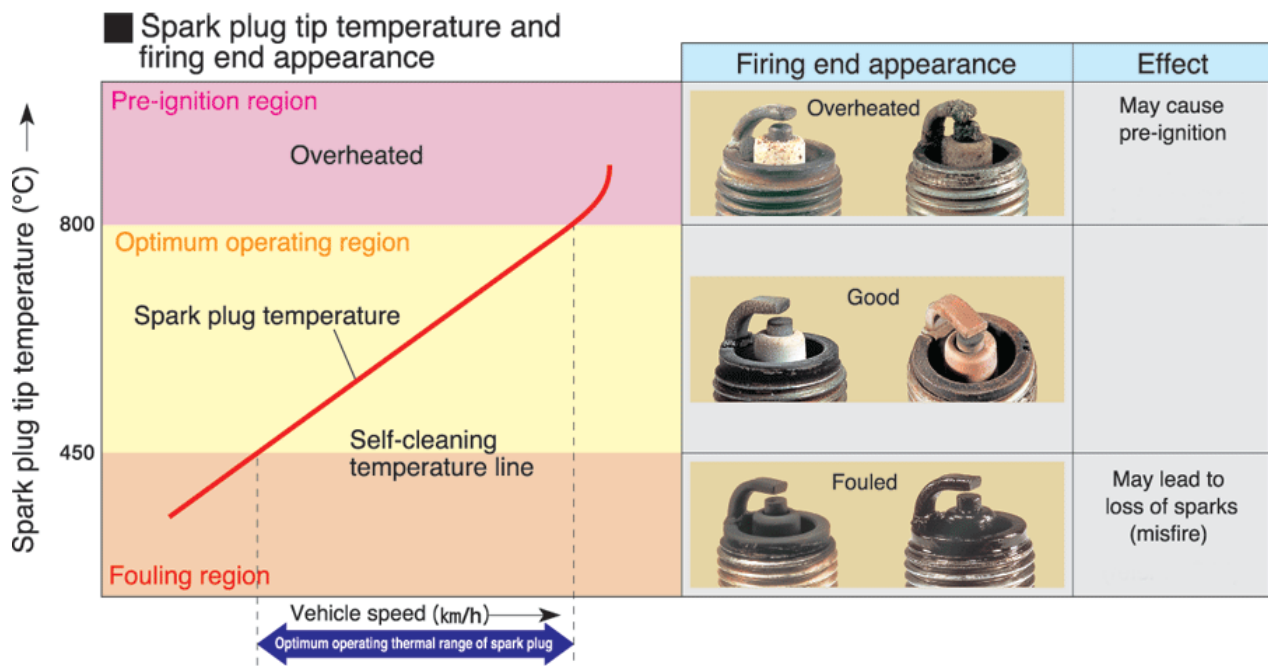 Spark plug tip temperature and
firing end appearance
Firing end appearance
Effect
Spark plug tip temperature (°C)
Pre-ignition region
Overheated
800
Optimum operating region
Spark plug temperature
Self-cleaning
temperature line
450
Fouling region
Vehicle speed (km/h)
Optimum operating thermal range of spark plug
Overheated
May cause
pre-ignition
Good
Fouled
May lead to
loss of sparks
(misfire)